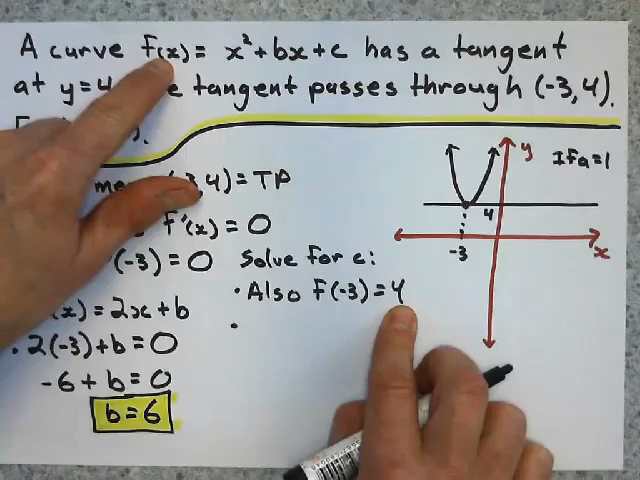 A curve f(x) = x² + bx + c has a tangent
at y=4 tangent passes through (-3,4).
,4) = TP
f'(x) = 0
(-3) = 0
(x) = 2x + b
2(-3) + b = 0
-6 + b = 0
b = 6
Solve for c:
• Also f(-3) = 4
•
If a=1
y
4
-3
x